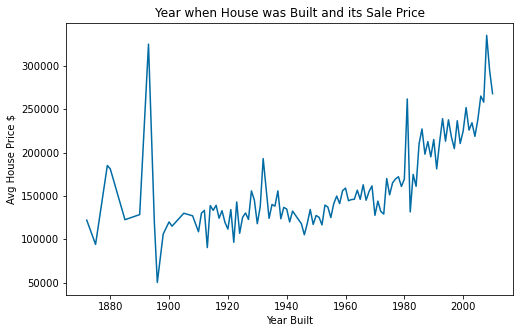 Year when House was Built and its Sale Price
Avg House Price $
300000
250000
200000
150000
100000
50000
1880 1900 1920 1940 1960 1980 2000
Year Built